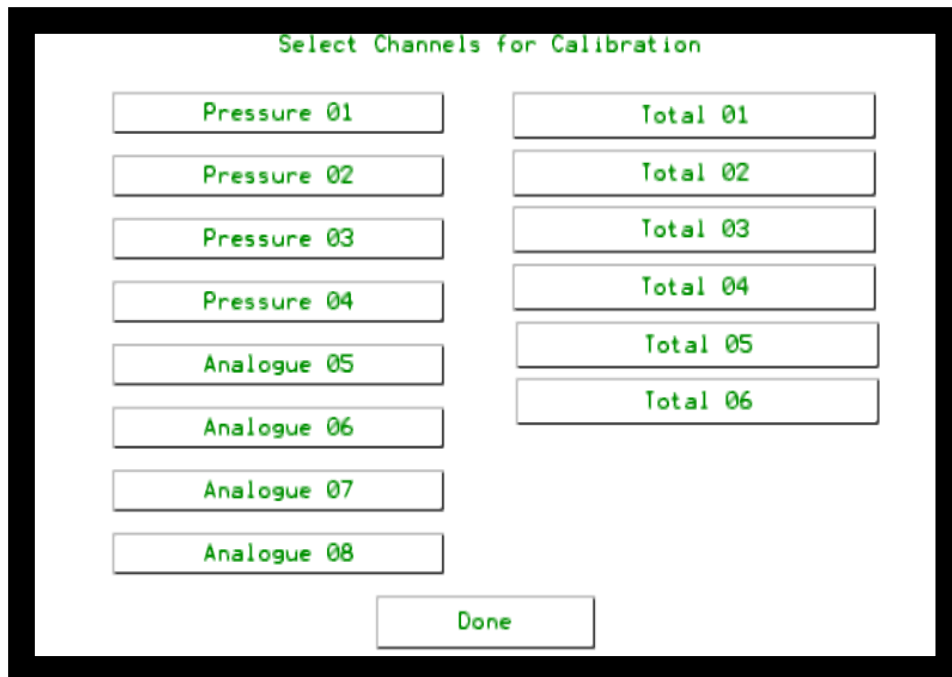 Select Channels for Calibration
Pressure 01
Pressure 02
Pressure 03
Pressure 04
Analogue 05
Analogue 06
Analogue 07
Analogue 08
Total 01
Total 02
Total 03
Total 04
Total 05
Total 06
Done